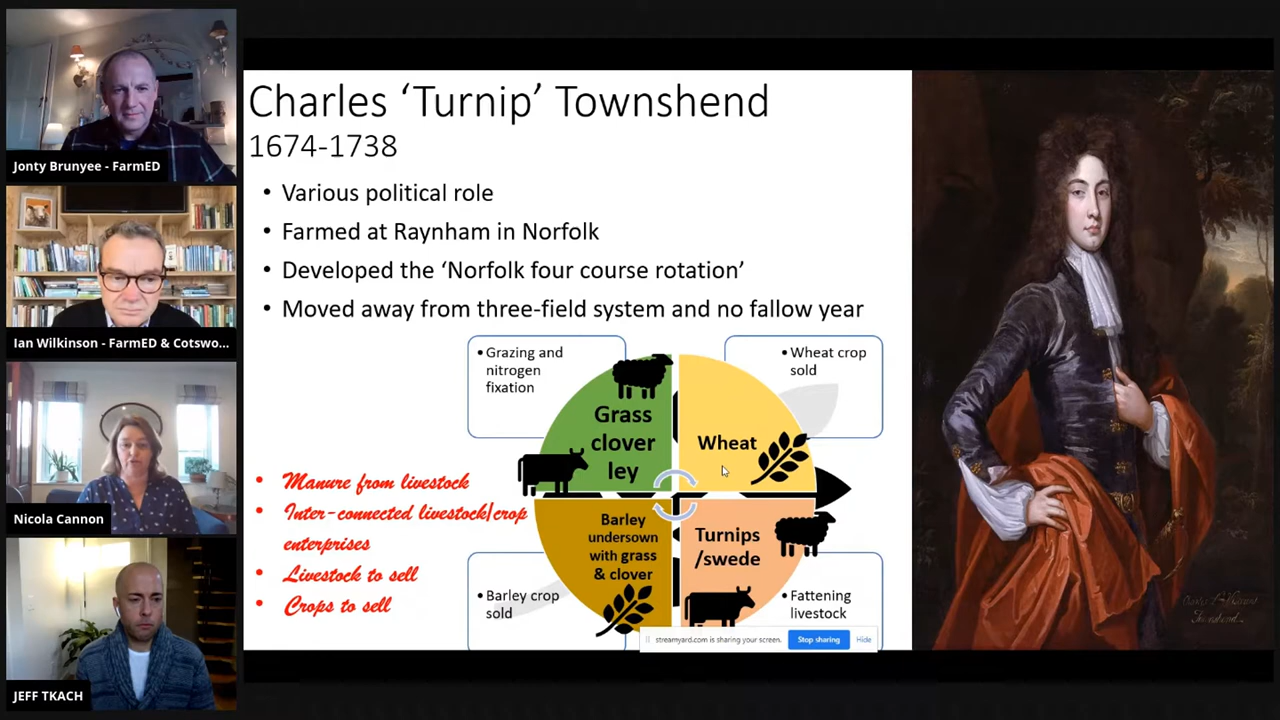 Jonty Brunyee - FarmED
Ian Wilkinson - FarmED & Cotswo...
Nicola Cannon
JEFF TKACH
Charles ‘Turnip’ Townshend
1674-1738
• Various political role
• Farmed at Raynham in Norfolk
• Developed the ‘Norfolk four course rotation’
• Moved away from three-field system and no fallow year
• Grazing and
nitrogen
fixation
• Wheat crop
sold
Grass
clover
ley
Wheat
• Manure from livestock
• Inter-connected livestock/crop
enterprises
• Livestock to sell
• Crops to sell
Barley
undersown
with grass
& clover
Turnips
/swede
• Barley crop
sold
• Fattening
livestock
streamyard.com is sharing your screen.
Stop sharing
Hide
Townshend